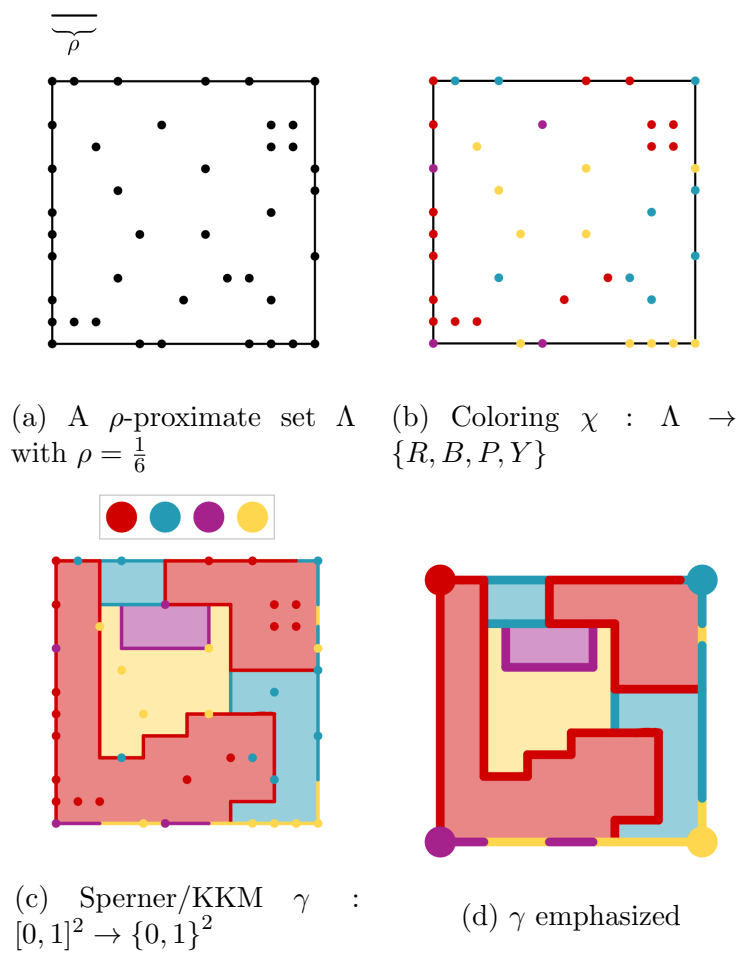 ρ
(a) A ρ-proximate set Λ
with ρ = 1/6
(b) Coloring χ : Λ →
{R, B, P, Y}
(c) Sperner/KKM γ :
[0, 1]² → {0, 1}²
(d) γ emphasized